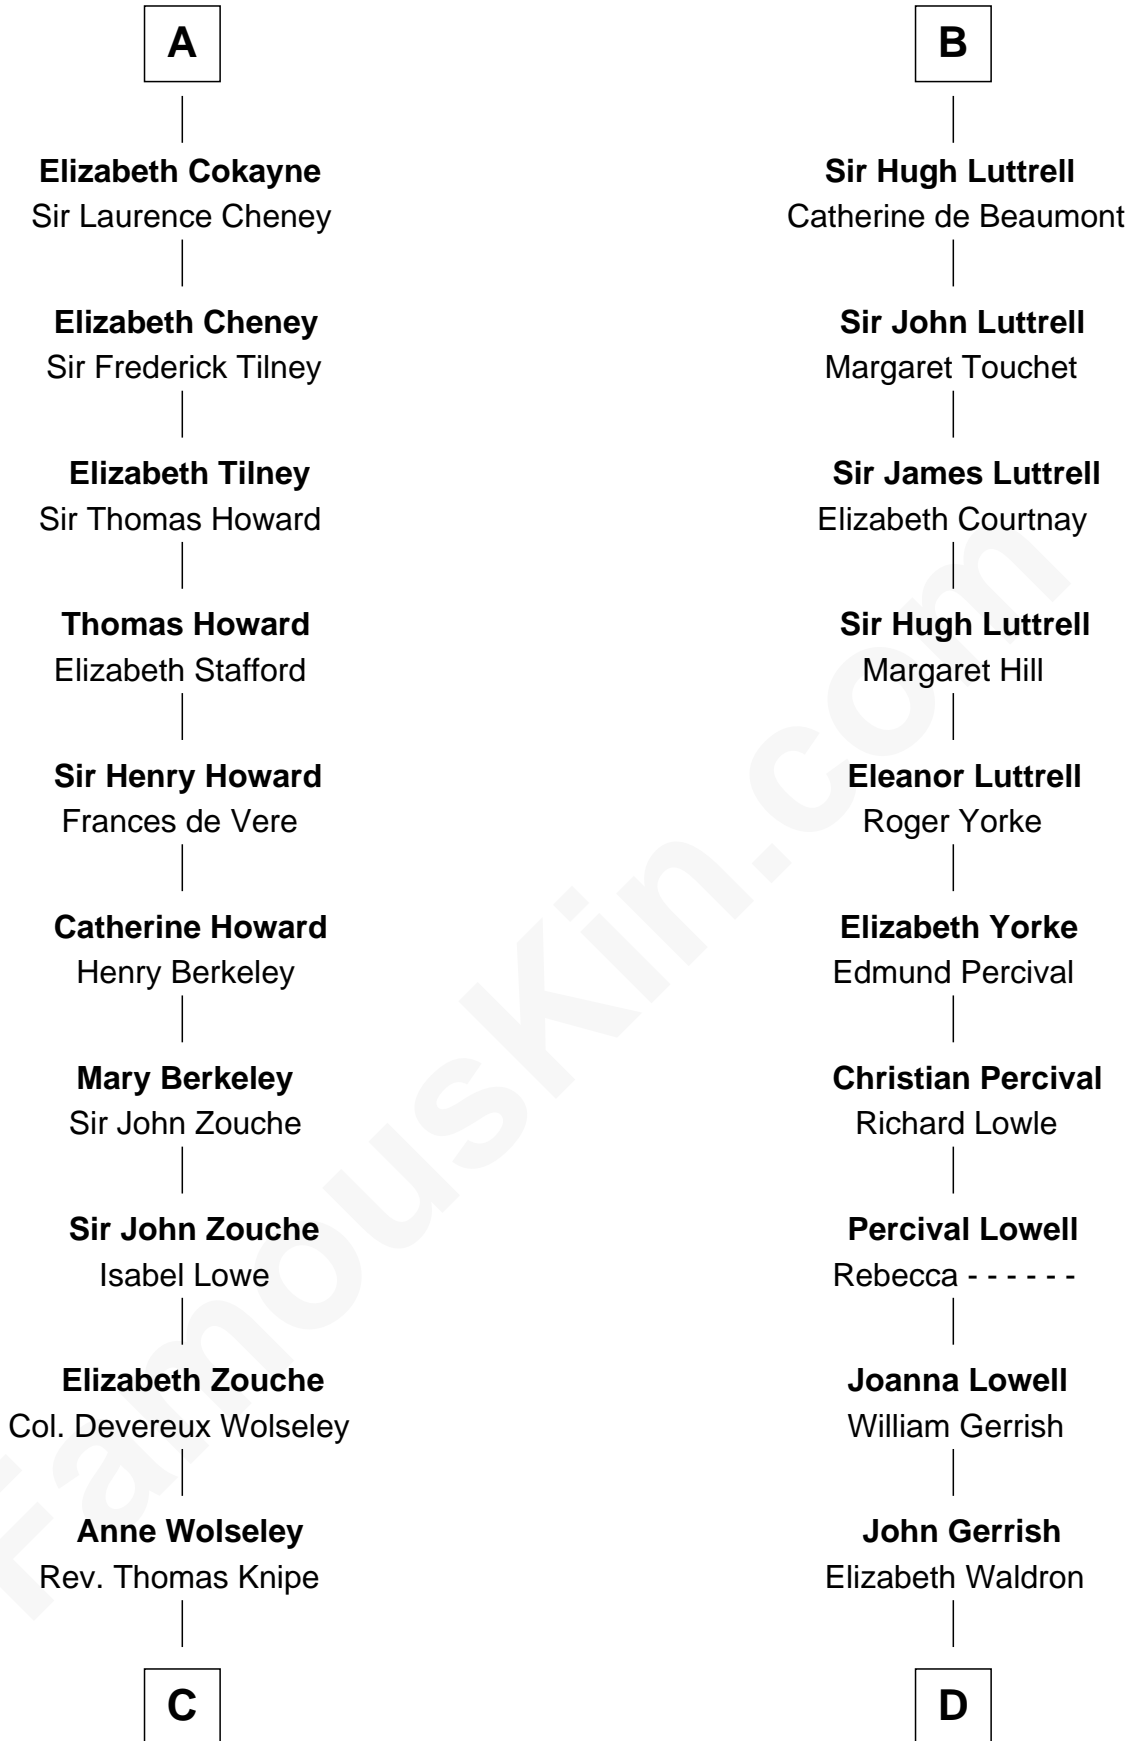 A
Elizabeth Cokayne
Sir Laurence Cheney
Elizabeth Cheney
Sir Frederick Tilney
Elizabeth Tilney
Sir Thomas Howard
Thomas Howard
Elizabeth Stafford
Sir Henry Howard
Frances de Vere
Catherine Howard
Henry Berkeley
Mary Berkeley
Sir John Zouche
Sir John Zouche
Isabel Lowe
Elizabeth Zouche
Col. Devereux Wolseley
Anne Wolseley
Rev. Thomas Knipe
C
B
Sir Hugh Luttrell
Catherine de Beaumont
Sir John Luttrell
Margaret Touchet
Sir James Luttrell
Elizabeth Courtnay
Sir Hugh Luttrell
Margaret Hill
Eleanor Luttrell
Roger Yorke
Elizabeth Yorke
Edmund Percival
Christian Percival
Richard Lowle
Percival Lowell
Rebecca - - - - - -
Joanna Lowell
William Gerrish
John Gerrish
Elizabeth Waldron
D
FamousKin.com